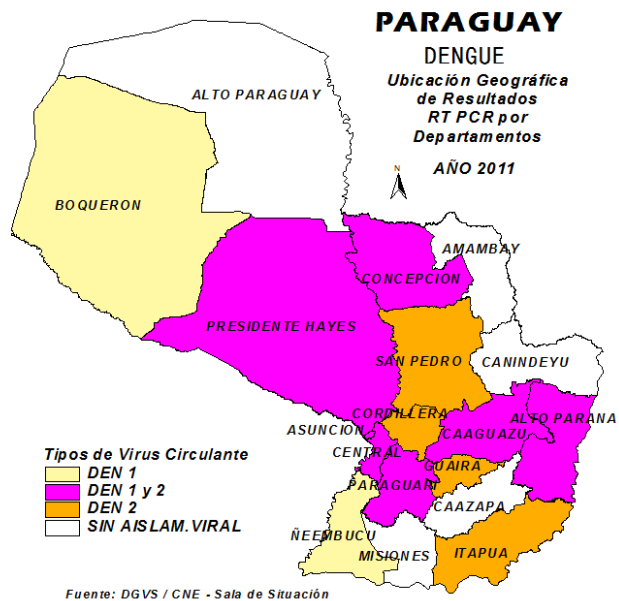 PARAGUAY
DENGUE
Ubicación Geográfica
de Resultados
RT PCR por
Departamentos
AÑO 2011
N
ALTO PARAGUAY
BOQUERON
AMAMBAY
CONCEPCION
PRESIDENTE HAYES
SAN PEDRO
CANINDEYU
CORDILLERA
ALTO PARANA
ASUNCION
CAAGUAZU
CENTRAL
GUAIRA
PARAGUARI
CAAZAPA
ÑEEMBUCU
MISIONES
ITAPUA
Tipos de Virus Circulante
DEN 1
DEN 1 y 2
DEN 2
SIN AISLAM.VIRAL
Fuente: DGVS / CNE - Sala de Situación